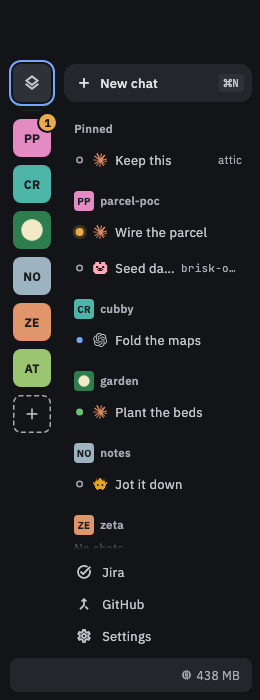 New chat ⌘N
1
PP
Pinned
CR
Keep this attic
PP parcel-poc
Wire the parcel
NO
Seed da... brisk-o...
ZE
CR cubby
Fold the maps
AT
garden
+
Plant the beds
NO notes
Jot it down
ZE zeta
No chats
Jira
GitHub
Settings
438 MB